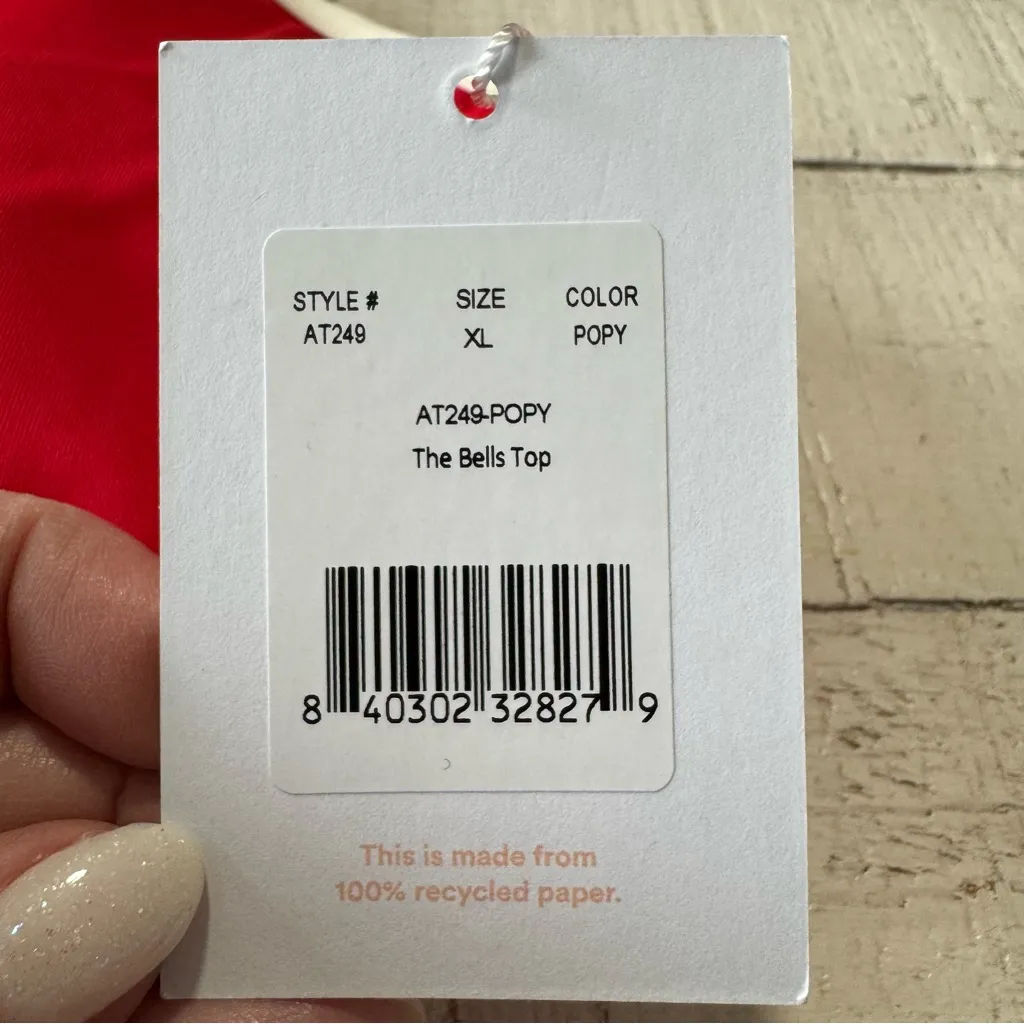 STYLE # SIZE COLOR
AT249 XL POPY
AT249-POPY
The Bells Top
8 40302 32827 9
This is made from
100% recycled paper.